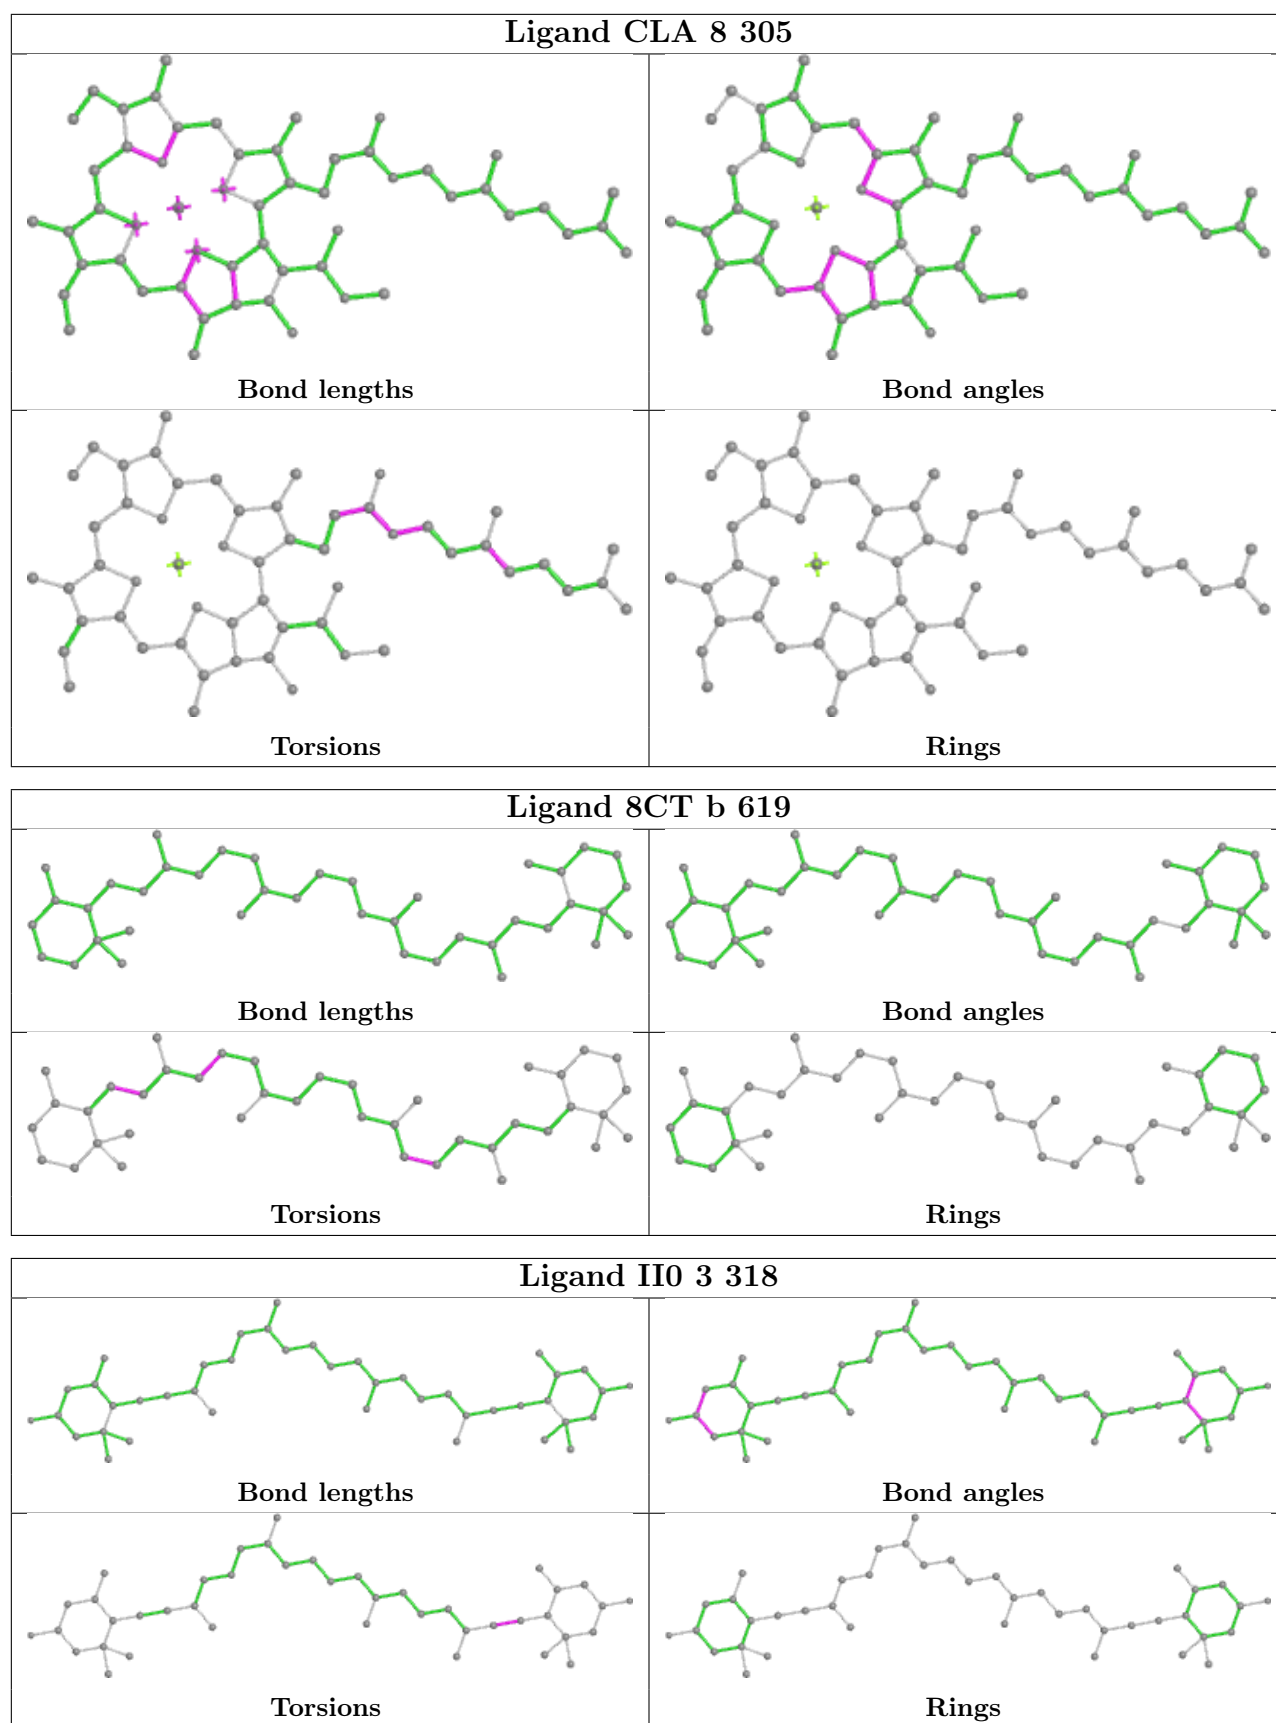 Ligand CLA 8 305
Bond lengths
Bond angles
Torsions
Rings
Ligand 8CT b 619
Bond lengths
Bond angles
Torsions
Rings
Ligand II0 3 318
Bond lengths
Bond angles
Torsions
Rings